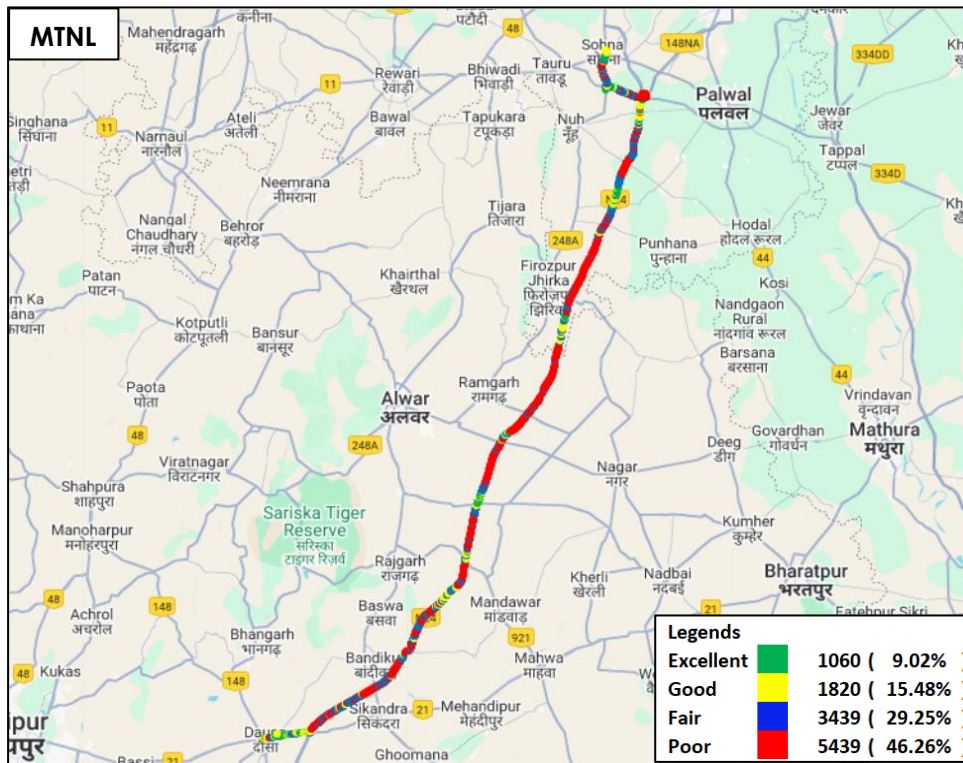 MTNL
Mahendragarh
महेंद्रगढ़
48
Sohna
148NA
334DD
Rewari
रेवाड़ी
Bhiwadi
भिवाड़ी
Tauru
तावडू
11
Palwal
पलवल
Jewar
जेवर
Singhana
सिंघाना
11
Ateli
अतेली
Bawal
बावल
Tapukara
टपूकड़ा
Nuh
नूँह
Narnaul
नारनौल
Tappal
टप्पल
334D
Neemrana
नीमराना
Nangal
Chaudhary
नंगल चौधरी
Behror
बहरोड़
Tijara
तिजारा
248A
Punhana
पुन्हाना
Hodal
44
Patan
पाटन
Khairthal
खैरथल
Firozpur
Jhirka
Kosi
Kotputli
कोटपूतली
Bansur
बानसूर
Nandgaon
Rural
नांदगाँव रूरल
Barsana
बरसाना
Paota
पोता
Ramgarh
रामगढ़
44
Alwar
अलवर
Vrindavan
वृन्दावन
48
248A
Govardhan
गोवर्धन
Mathura
मथुरा
Deeg
डीग
Viratnagar
विराटनगर
Nagar
नगर
Shahpura
शाहपुरा
Sariska Tiger
Reserve
सरिस्का
टाइगर रिज़र्व
Manoharpur
मनोहरपुरा
Kumher
कुम्हेर
Rajgarh
राजगढ़
Kherli
खेरली
Nadbai
नदबई
Bharatpur
भरतपुर
48
Achrol
अचरोल
148
Baswa
बसवा
Mandawar
मांडवाड़
21
Fatehpur Sikri
Bhangarh
भानगढ़
921
Mahwa
महवा
48
Kukas
148
Sikandra
सिकंदरा
21
Mehandipur
मेहंदीपुर
दौसा
Bassi
21
Ghoomana
Legends
Excellent 1060 ( 9.02% )
Good 1820 ( 15.48% )
Fair 3439 ( 29.25% )
Poor 5439 ( 46.26% )